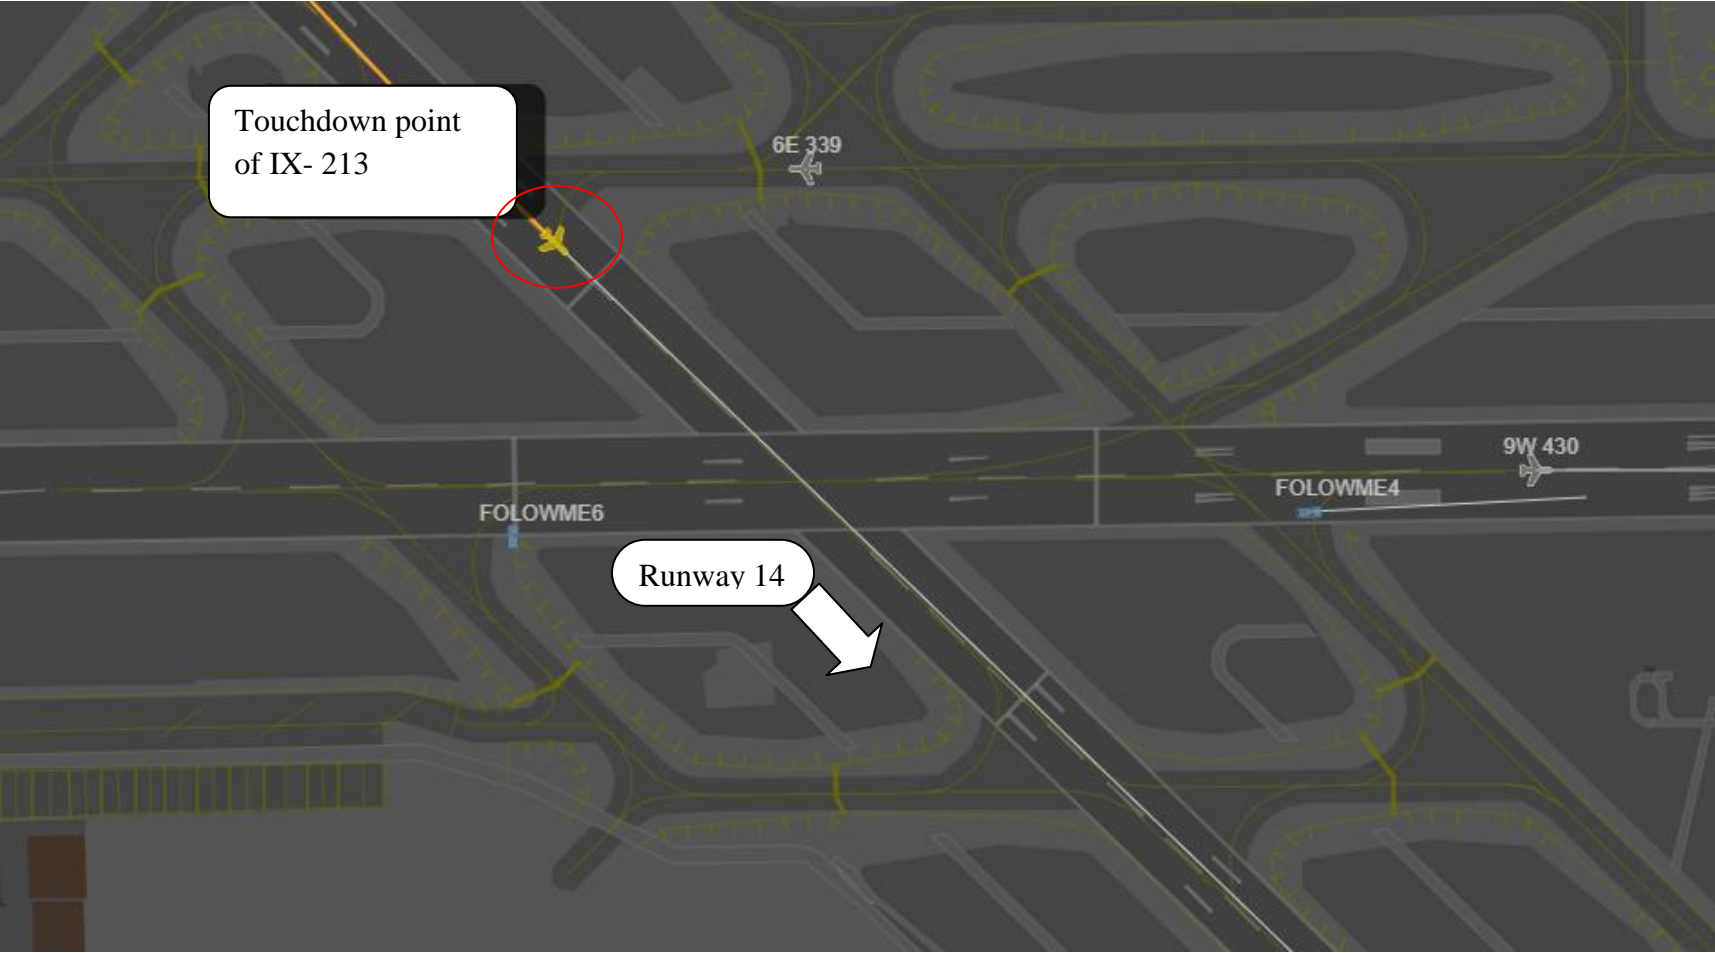 Touchdown point
of IX- 213
6E 339
9W 430
FOLOWME4
FOLOWME6
Runway 14